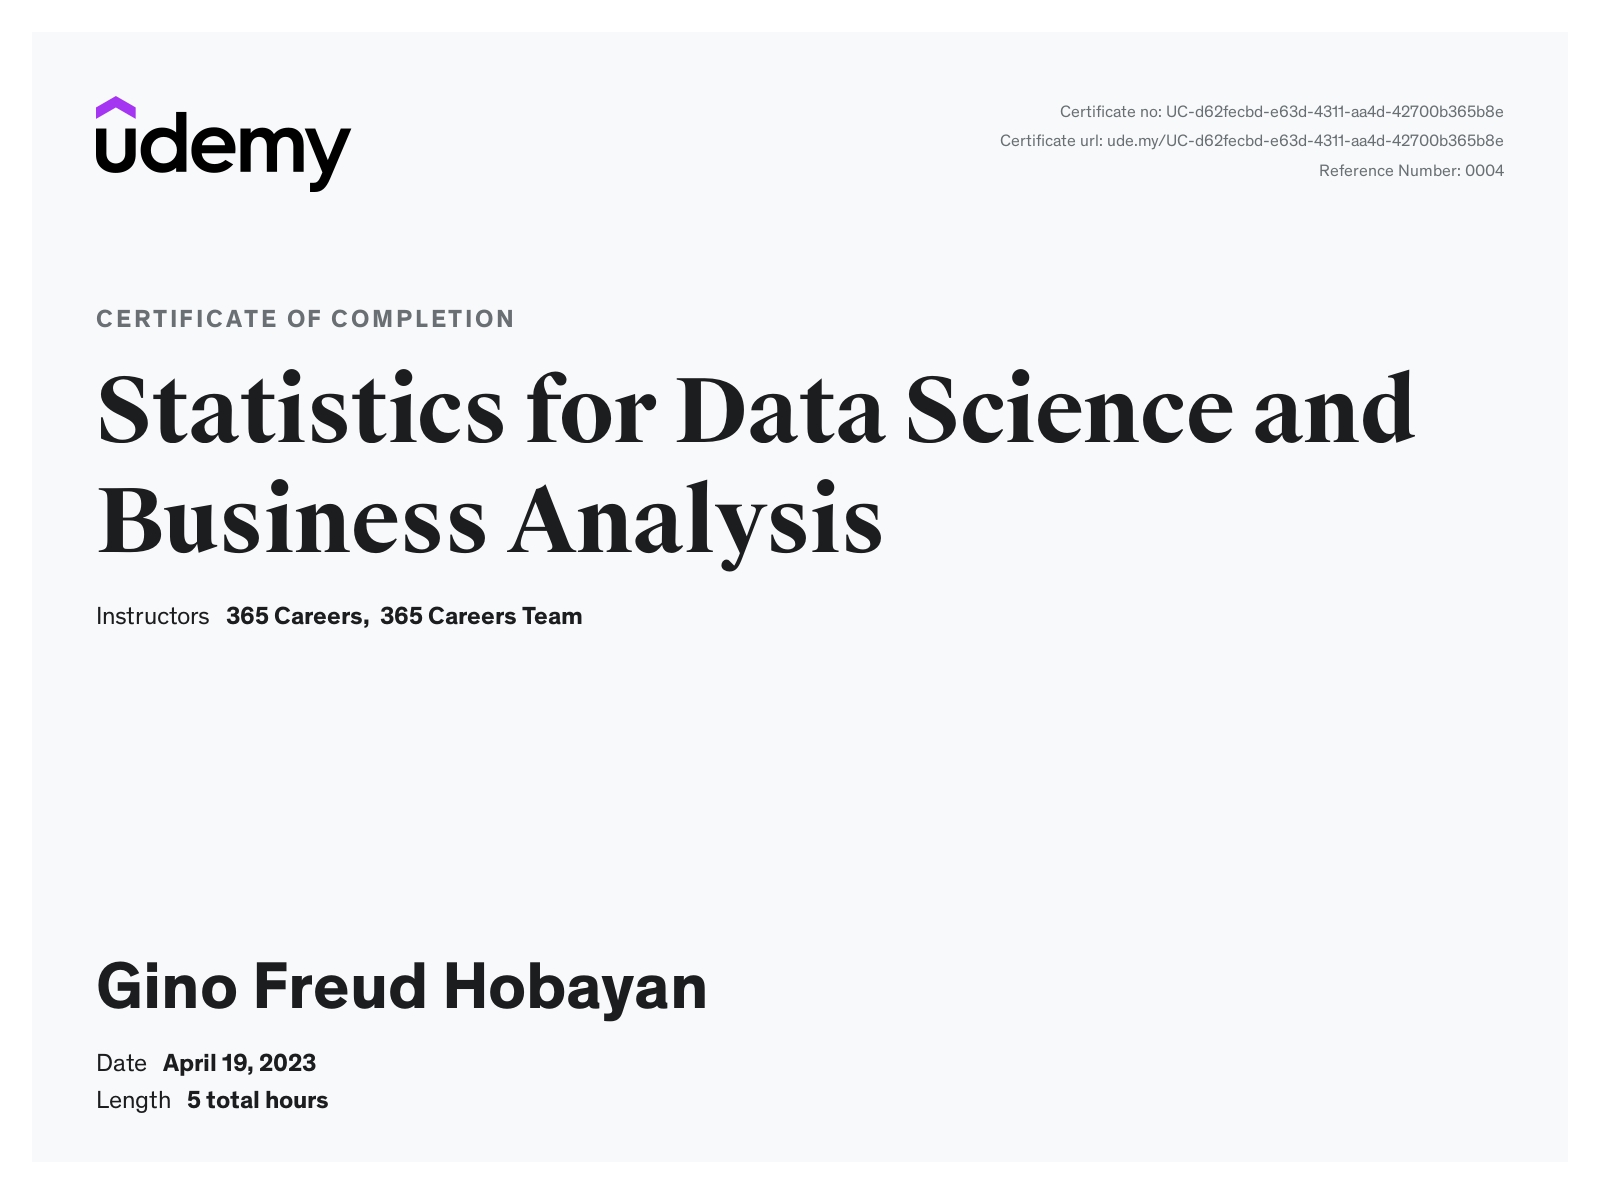 udemy
Certificate no: UC-d62fecbd-e63d-4311-aa4d-42700b365b8e
Certificate url: ude.my/UC-d62fecbd-e63d-4311-aa4d-42700b365b8e
Reference Number: 0004
CERTIFICATE OF COMPLETION
Statistics for Data Science and
Business Analysis
Instructors 365 Careers, 365 Careers Team
Gino Freud Hobayan
Date April 19, 2023
Length 5 total hours